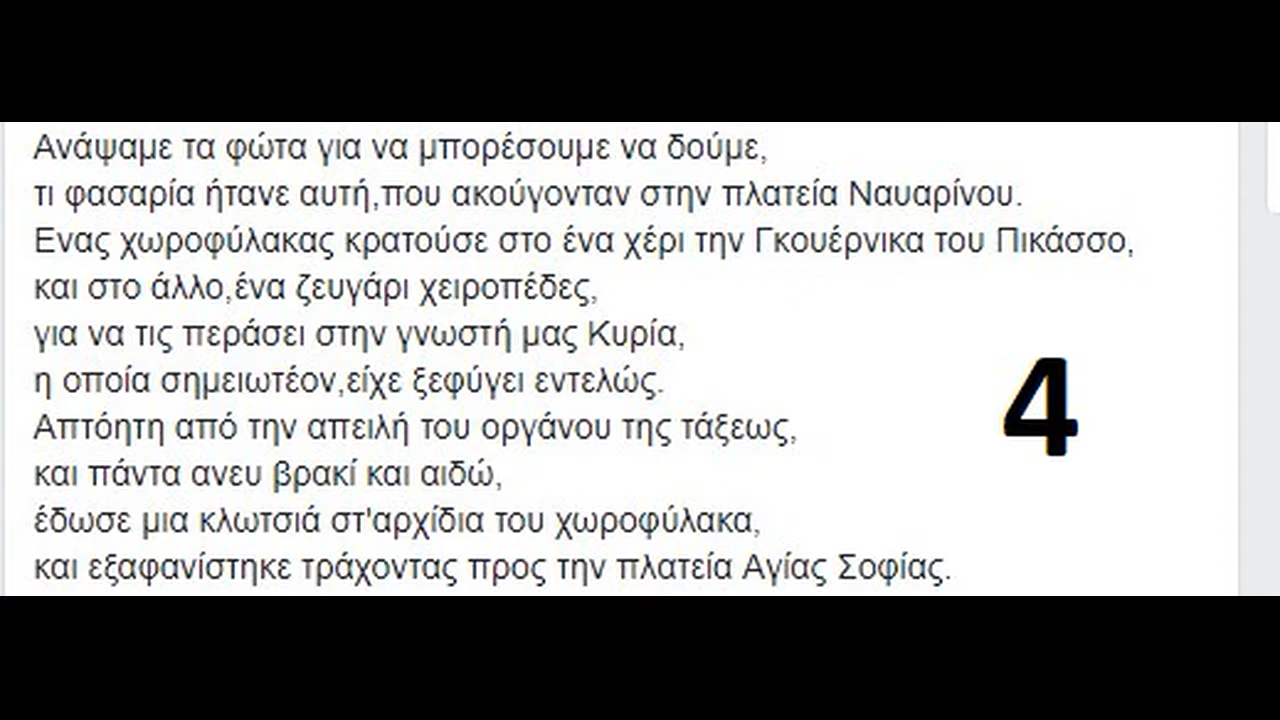 Ανάψαμε τα φώτα για να μπορέσουμε να δούμε,
τι φασαρία ήτανε αυτή,που ακούγονταν στην πλατεία Ναυαρίνου.
Ενας χωροφύλακας κρατούσε στο ένα χέρι την Γκουέρνικα του Πικάσσο,
και στο άλλο,ένα ζευγάρι χειροπέδες,
για να τις περάσει στην γνωστή μας Κυρία,
η οποία σημειωτέον,είχε ξεφύγει εντελώς.
Απτόητη από την απειλή του οργάνου της τάξεως,
και πάντα ανευ βρακί και αιδώ,
έδωσε μια κλωτσιά στ'αρχίδια του χωροφύλακα,
και εξαφανίστηκε τράχοντας προς την πλατεία Αγίας Σοφίας.
4